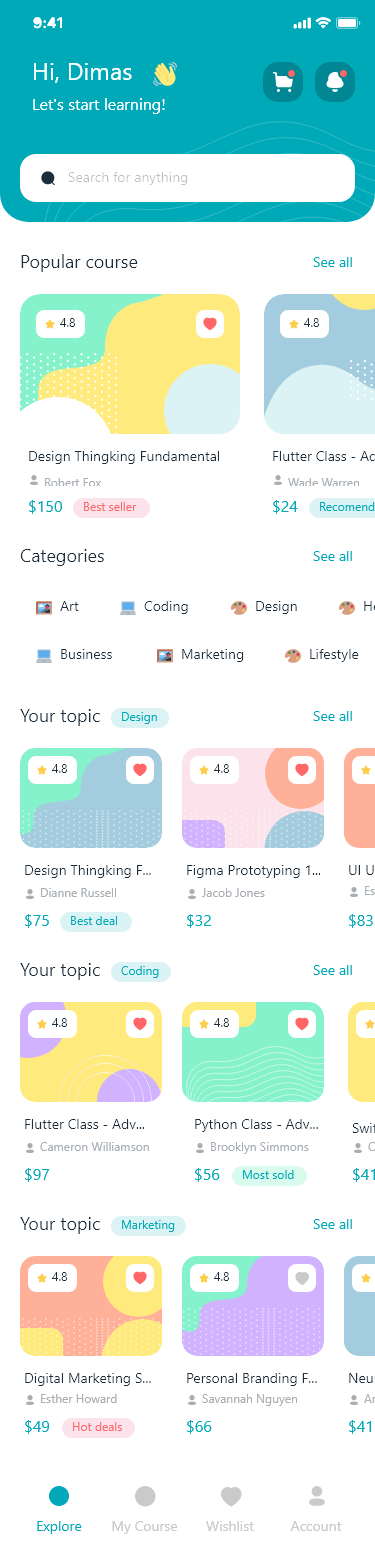 9:41
Hi, Dimas
Let's start learning!
Search for anything
Popular course
See all
4.8
4.8
Design Thingking Fundamental
Flutter Class - Ad
Robert Fox
Wade Warren
$150 Best seller
$24 Recomend
Categories
See all
Art
Coding
Design
He
Business
Marketing
Lifestyle
Your topic Design
See all
4.8
4.8
Design Thingking F...
Figma Prototyping 1...
UI U
Dianne Russell
Jacob Jones
Es
$75 Best deal
$32
$83
Your topic Coding
See all
4.8
4.8
Flutter Class - Adv...
Python Class - Adv...
Swif
Cameron Williamson
Brooklyn Simmons
C
$97
$56 Most sold
$41
Your topic Marketing
See all
4.8
4.8
Digital Marketing S...
Personal Branding F...
Neu
Esther Howard
Savannah Nguyen
Ar
$49 Hot deals
$66
$41
Explore
My Course
Wishlist
Account